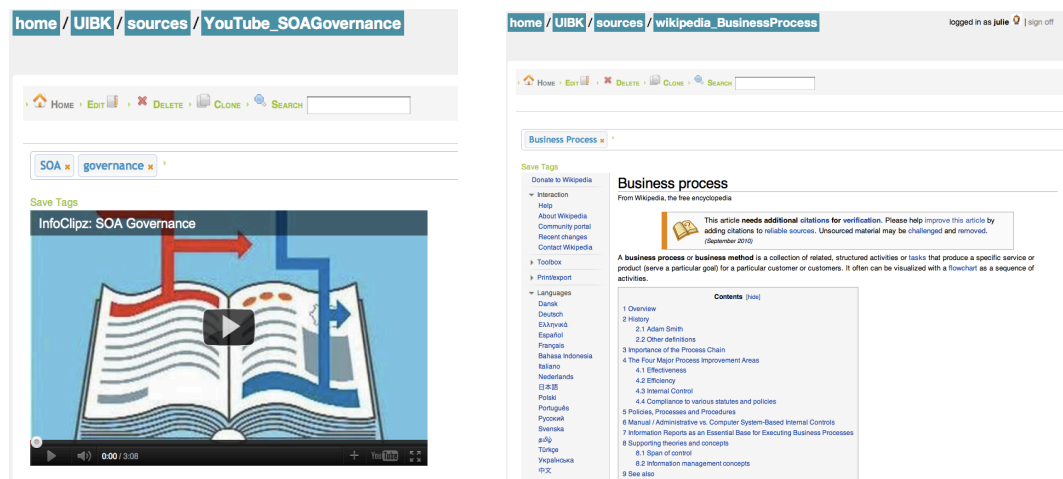 home / UIBK / sources / YouTube_SOAGovernance
› Home › Edit › Delete › Clone › Search
SOA × governance × ›
Save Tags
InfoClipz: SOA Governance
0:00 / 3:08
YouTube
home / UIBK / sources / wikipedia_BusinessProcess
logged in as julie | sign off
› Home › Edit › Delete › Clone › Search
Business Process × ›
Save Tags
Donate to Wikipedia
Interaction
Help
About Wikipedia
Community portal
Recent changes
Contact Wikipedia
Toolbox
Print/export
Languages
Dansk
Deutsch
Ελληνικά
Español
Français
Bahasa Indonesia
Italiano
Nederlands
日本語
Polski
Português
Русский
Svenska
தமிழ்
Türkçe
Українська
中文
Business process
From Wikipedia, the free encyclopedia
This article needs additional citations for verification. Please help improve this article by
adding citations to reliable sources. Unsourced material may be challenged and removed.
(September 2010)
A business process or business method is a collection of related, structured activities or tasks that produce a specific service or
product (serve a particular goal) for a particular customer or customers. It often can be visualized with a flowchart as a sequence of
activities.
Contents [hide]
1 Overview
2 History
2.1 Adam Smith
2.2 Other definitions
3 Importance of the Process Chain
4 The Four Major Process Improvement Areas
4.1 Effectiveness
4.2 Efficiency
4.3 Internal Control
4.4 Compliance to various statutes and policies
5 Policies, Processes and Procedures
6 Manual / Administrative vs. Computer System-Based Internal Controls
7 Information Reports as an Essential Base for Executing Business Processes
8 Supporting theories and concepts
8.1 Span of control
8.2 Information management concepts
9 See also